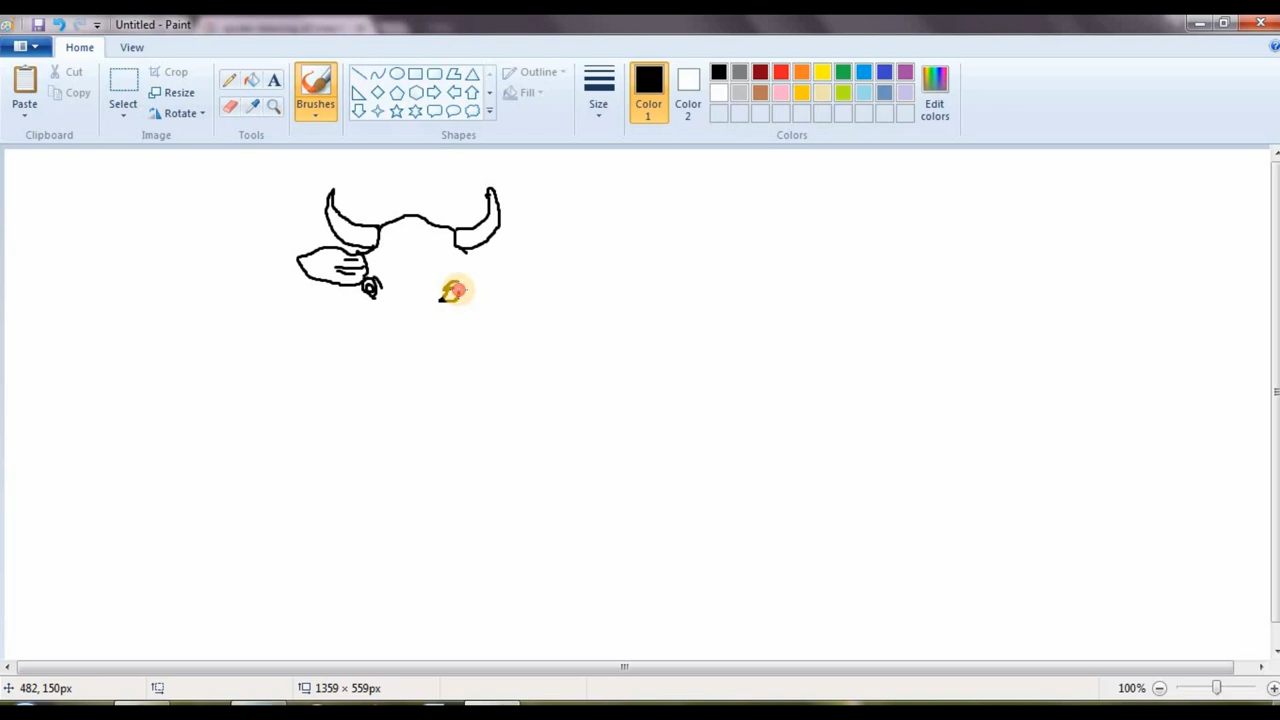 Untitled - Paint
Home View
Paste
Cut
Copy
Clipboard
Select
Crop
Resize
Rotate
Image
A
Tools
Brushes
Outline
Fill
Shapes
Size
Color 1
Color 2
Edit colors
Colors
482, 150px 1359 × 559px 100%